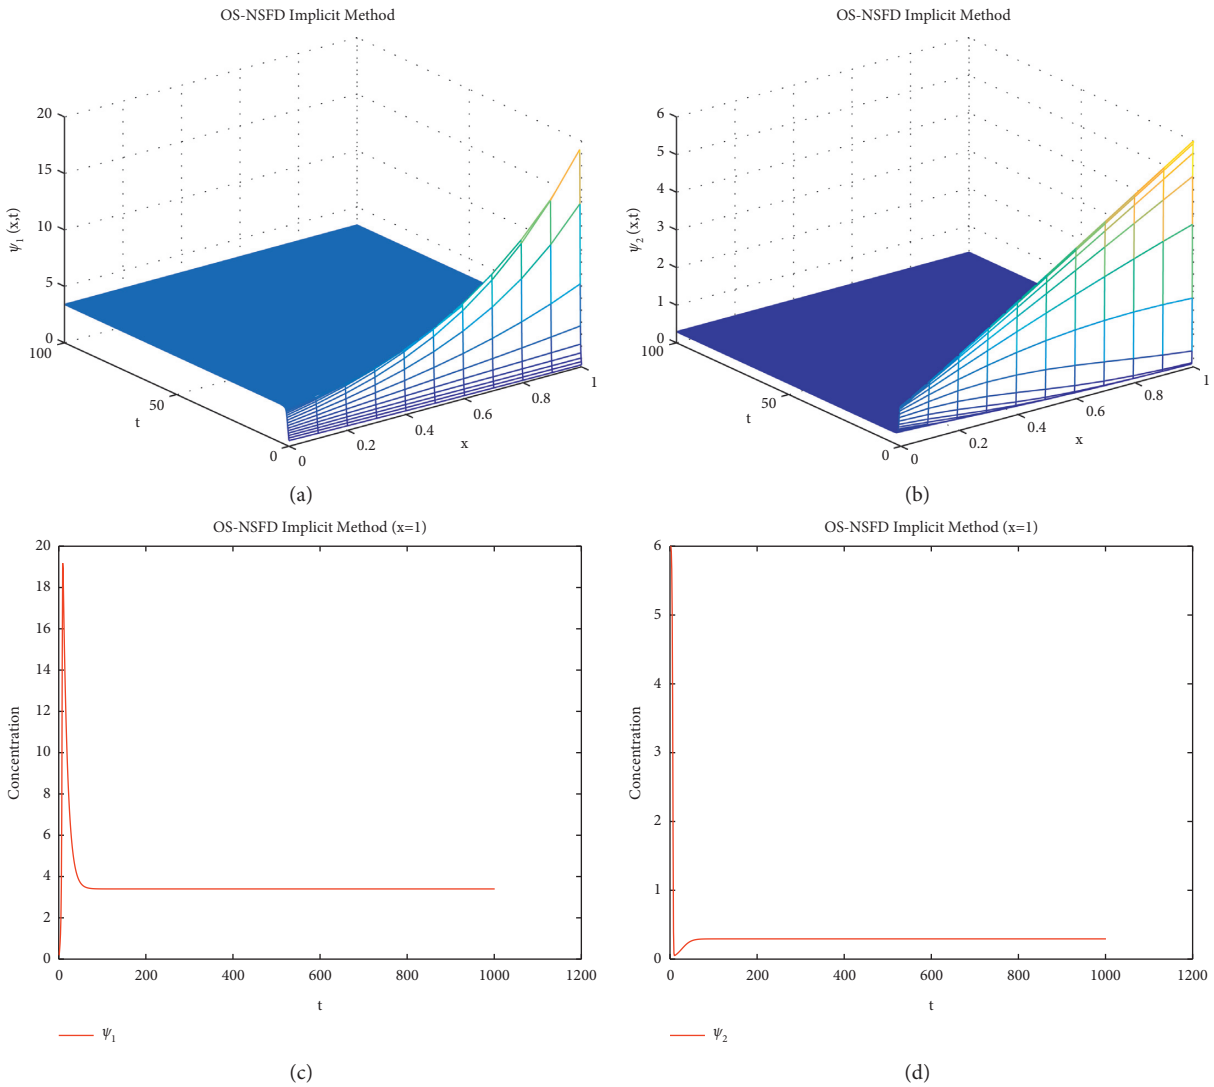 OS-NSFD Implicit Method
20
15
10
5
0
ψ₁ (x,t)
100
50
0
t
0
0.2
0.4
0.6
0.8
1
x
(a)
OS-NSFD Implicit Method
6
5
4
3
2
1
0
ψ₂ (x,t)
100
50
0
t
0
0.2
0.4
0.6
0.8
1
x
(b)
OS-NSFD Implicit Method (x=1)
20
18
16
14
12
10
8
6
4
2
0
Concentration
0 200 400 600 800 1000 1200
t
ψ₁
(c)
OS-NSFD Implicit Method (x=1)
6
5
4
3
2
1
0
Concentration
0 200 400 600 800 1000 1200
t
ψ₂
(d)